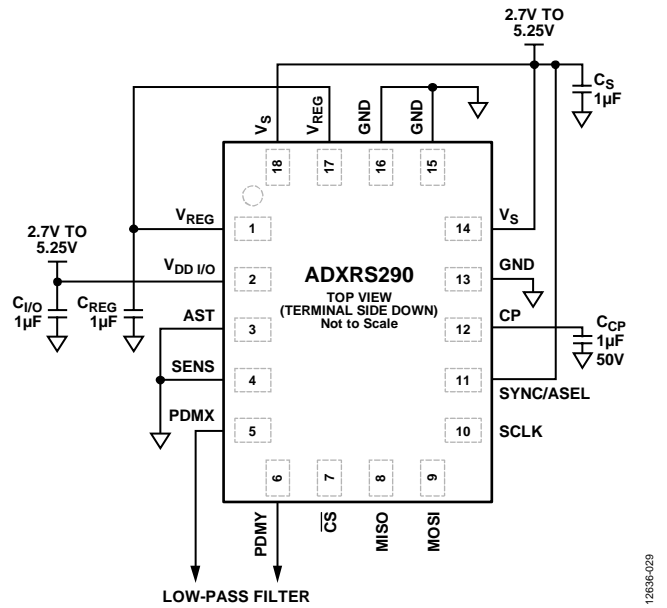 2.7V TO
5.25V
CS
1µF
VS
VREG
GND
GND
18
17
16
15
VREG
1
14
VS
2.7V TO
5.25V
VDD I/O
2
ADXRS290
TOP VIEW
(TERMINAL SIDE DOWN)
Not to Scale
13
GND
CI/O
1µF
CREG
1µF
AST
3
12
CP
CCP
1µF
50V
SENS
4
11
SYNC/ASEL
PDMX
5
10
SCLK
6
7
8
9
PDMY
CS
MISO
MOSI
LOW-PASS FILTER
12636-029